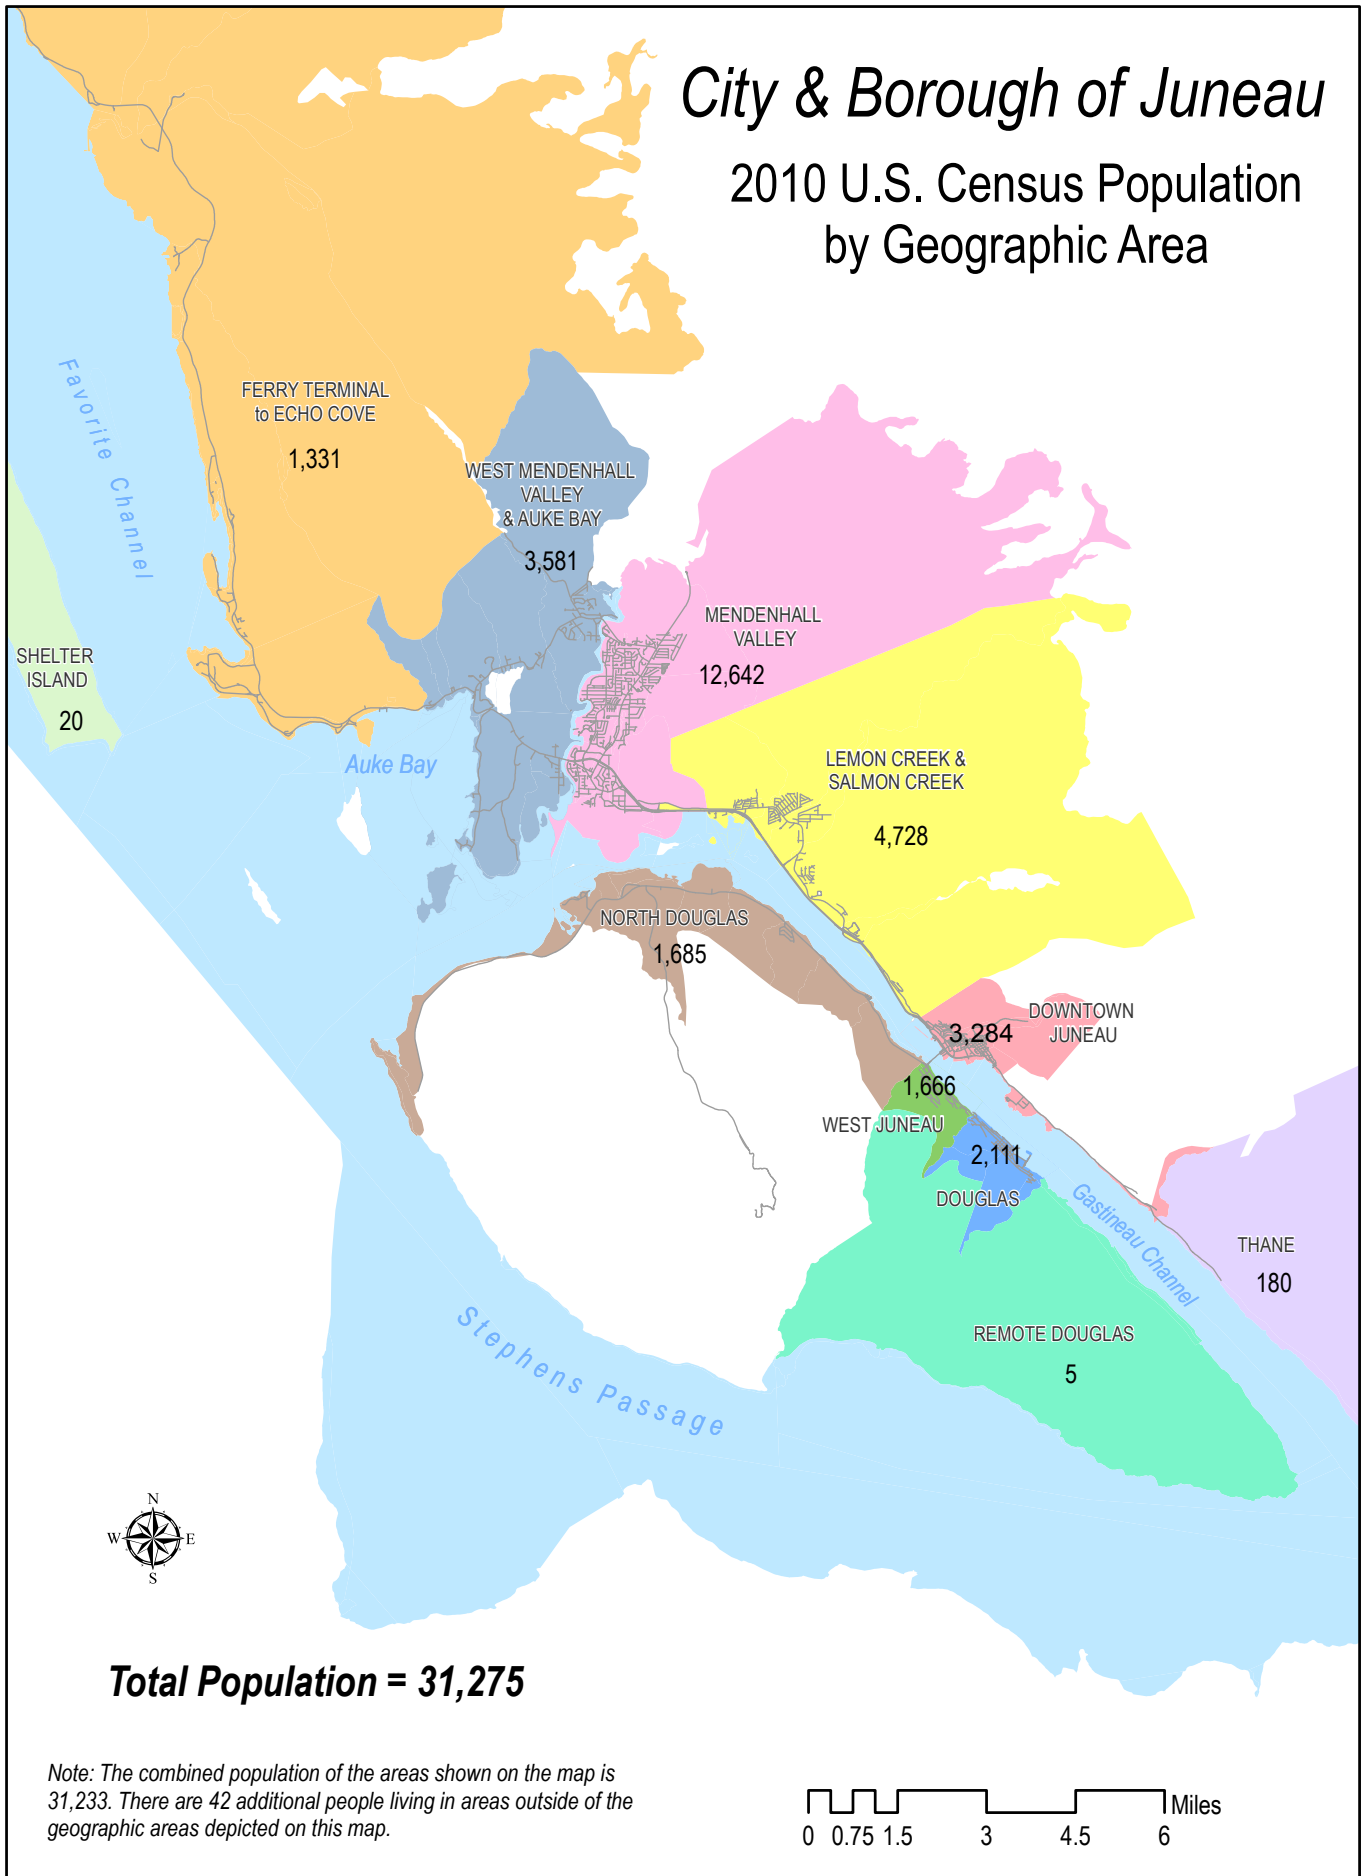 City & Borough of Juneau
2010 U.S. Census Population
by Geographic Area
Favorite Channel
FERRY TERMINAL
to ECHO COVE
1,331
WEST MENDENHALL
VALLEY
& AUKE BAY
3,581
MENDENHALL
VALLEY
12,642
SHELTER
ISLAND
20
Auke Bay
LEMON CREEK &
SALMON CREEK
4,728
NORTH DOUGLAS
1,685
DOWNTOWN
JUNEAU
3,284
1,666
WEST JUNEAU
2,111
DOUGLAS
Gastineau Channel
THANE
180
REMOTE DOUGLAS
5
Stephens Passage
N
W
E
S
Total Population = 31,275
Note: The combined population of the areas shown on the map is
31,233. There are 42 additional people living in areas outside of the
geographic areas depicted on this map.
Miles
0 0.75 1.5 3 4.5 6